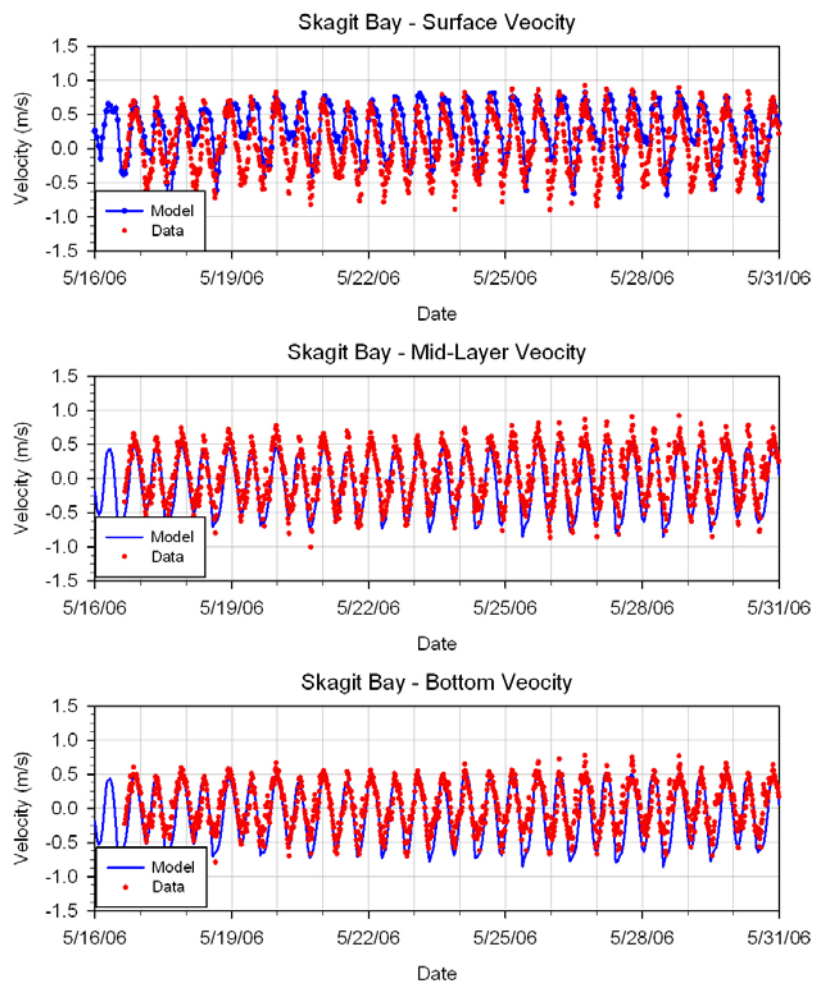 Skagit Bay - Surface Veocity
1.5
1.0
0.5
0.0
-0.5
-1.0
-1.5
Velocity (m/s)
Model
Data
5/16/06 5/19/06 5/22/06 5/25/06 5/28/06 5/31/06
Date
Skagit Bay - Mid-Layer Veocity
1.5
1.0
0.5
0.0
-0.5
-1.0
-1.5
Velocity (m/s)
Model
Data
5/16/06 5/19/06 5/22/06 5/25/06 5/28/06 5/31/06
Date
Skagit Bay - Bottom Veocity
1.5
1.0
0.5
0.0
-0.5
-1.0
-1.5
Velocity (m/s)
Model
Data
5/16/06 5/19/06 5/22/06 5/25/06 5/28/06 5/31/06
Date